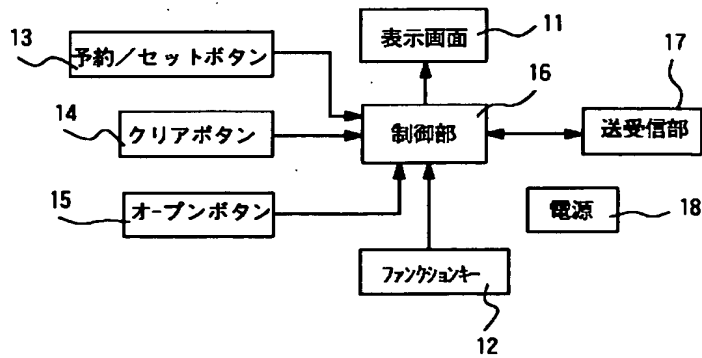 11
表示画面
13
予約/セットボタン
16
17
14
クリアボタン
制御部
送受信部
15
オープンボタン
電源
18
ファンクションキー
12